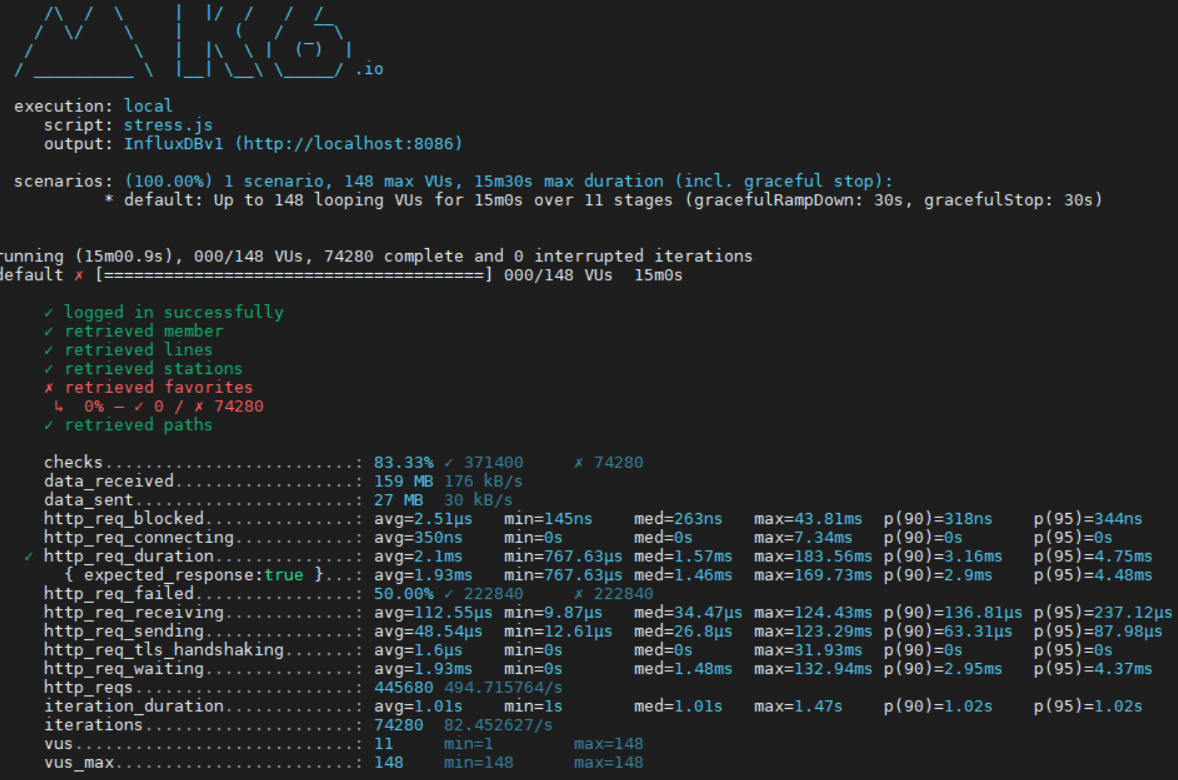 .io
execution: local
script: stress.js
output: InfluxDBv1 (http://localhost:8086)
scenarios: (100.00%) 1 scenario, 148 max VUs, 15m30s max duration (incl. graceful stop):
* default: Up to 148 looping VUs for 15m0s over 11 stages (gracefulRampDown: 30s, gracefulStop: 30s)
running (15m00.9s), 000/148 VUs, 74280 complete and 0 interrupted iterations
default ✗ [======================================] 000/148 VUs  15m0s
✓ logged in successfully
✓ retrieved member
✓ retrieved lines
✓ retrieved stations
✗ retrieved favorites
↳  0% — ✓ 0 / ✗ 74280
✓ retrieved paths
checks.........................: 83.33% ✓ 371400     ✗ 74280
data_received..................: 159 MB 176 kB/s
data_sent......................: 27 MB  30 kB/s
http_req_blocked...............: avg=2.51µs   min=145ns    med=263ns   max=43.81ms  p(90)=318ns    p(95)=344ns
http_req_connecting............: avg=350ns    min=0s       med=0s      max=7.34ms   p(90)=0s       p(95)=0s
✓ http_req_duration..............: avg=2.1ms    min=767.63µs med=1.57ms  max=183.56ms p(90)=3.16ms   p(95)=4.75ms
{ expected_response:true }...: avg=1.93ms   min=767.63µs med=1.46ms  max=169.73ms p(90)=2.9ms    p(95)=4.48ms
http_req_failed................: 50.00% ✓ 222840     ✗ 222840
http_req_receiving.............: avg=112.55µs min=9.87µs   med=34.47µs max=124.43ms p(90)=136.81µs p(95)=237.12µs
http_req_sending...............: avg=48.54µs  min=12.61µs  med=26.8µs  max=123.29ms p(90)=63.31µs  p(95)=87.98µs
http_req_tls_handshaking.......: avg=1.6µs    min=0s       med=0s      max=31.93ms  p(90)=0s       p(95)=0s
http_req_waiting...............: avg=1.93ms   min=0s       med=1.48ms  max=132.94ms p(90)=2.95ms   p(95)=4.37ms
http_reqs......................: 445680 494.715764/s
iteration_duration.............: avg=1.01s    min=1s       med=1.01s   max=1.47s    p(90)=1.02s    p(95)=1.02s
iterations.....................: 74280  82.452627/s
vus............................: 11     min=1        max=148
vus_max........................: 148    min=148      max=148